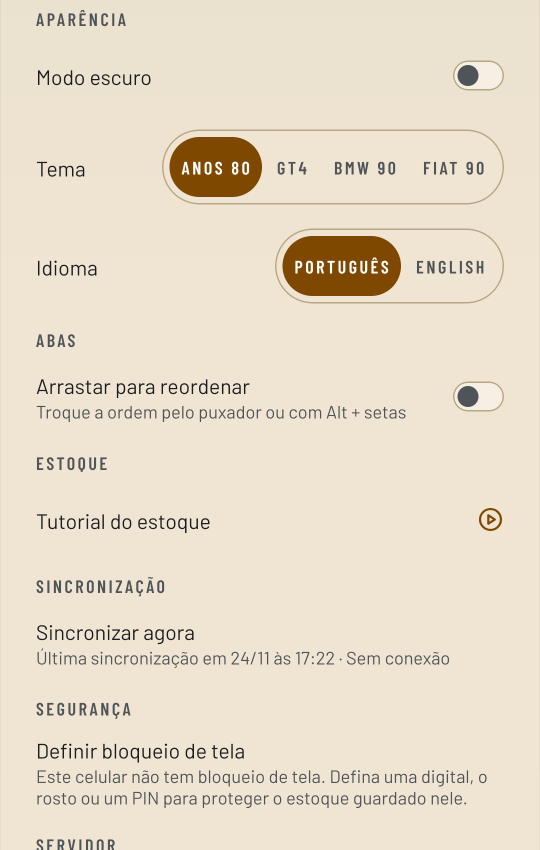 APARÊNCIA
Modo escuro
Tema ANOS 80 GT4 BMW 90 FIAT 90
Idioma PORTUGUÊS ENGLISH
ABAS
Arrastar para reordenar
Troque a ordem pelo puxador ou com Alt + setas
ESTOQUE
Tutorial do estoque
SINCRONIZAÇÃO
Sincronizar agora
Última sincronização em 24/11 às 17:22 · Sem conexão
SEGURANÇA
Definir bloqueio de tela
Este celular não tem bloqueio de tela. Defina uma digital, o
rosto ou um PIN para proteger o estoque guardado nele.
SERVIDOR